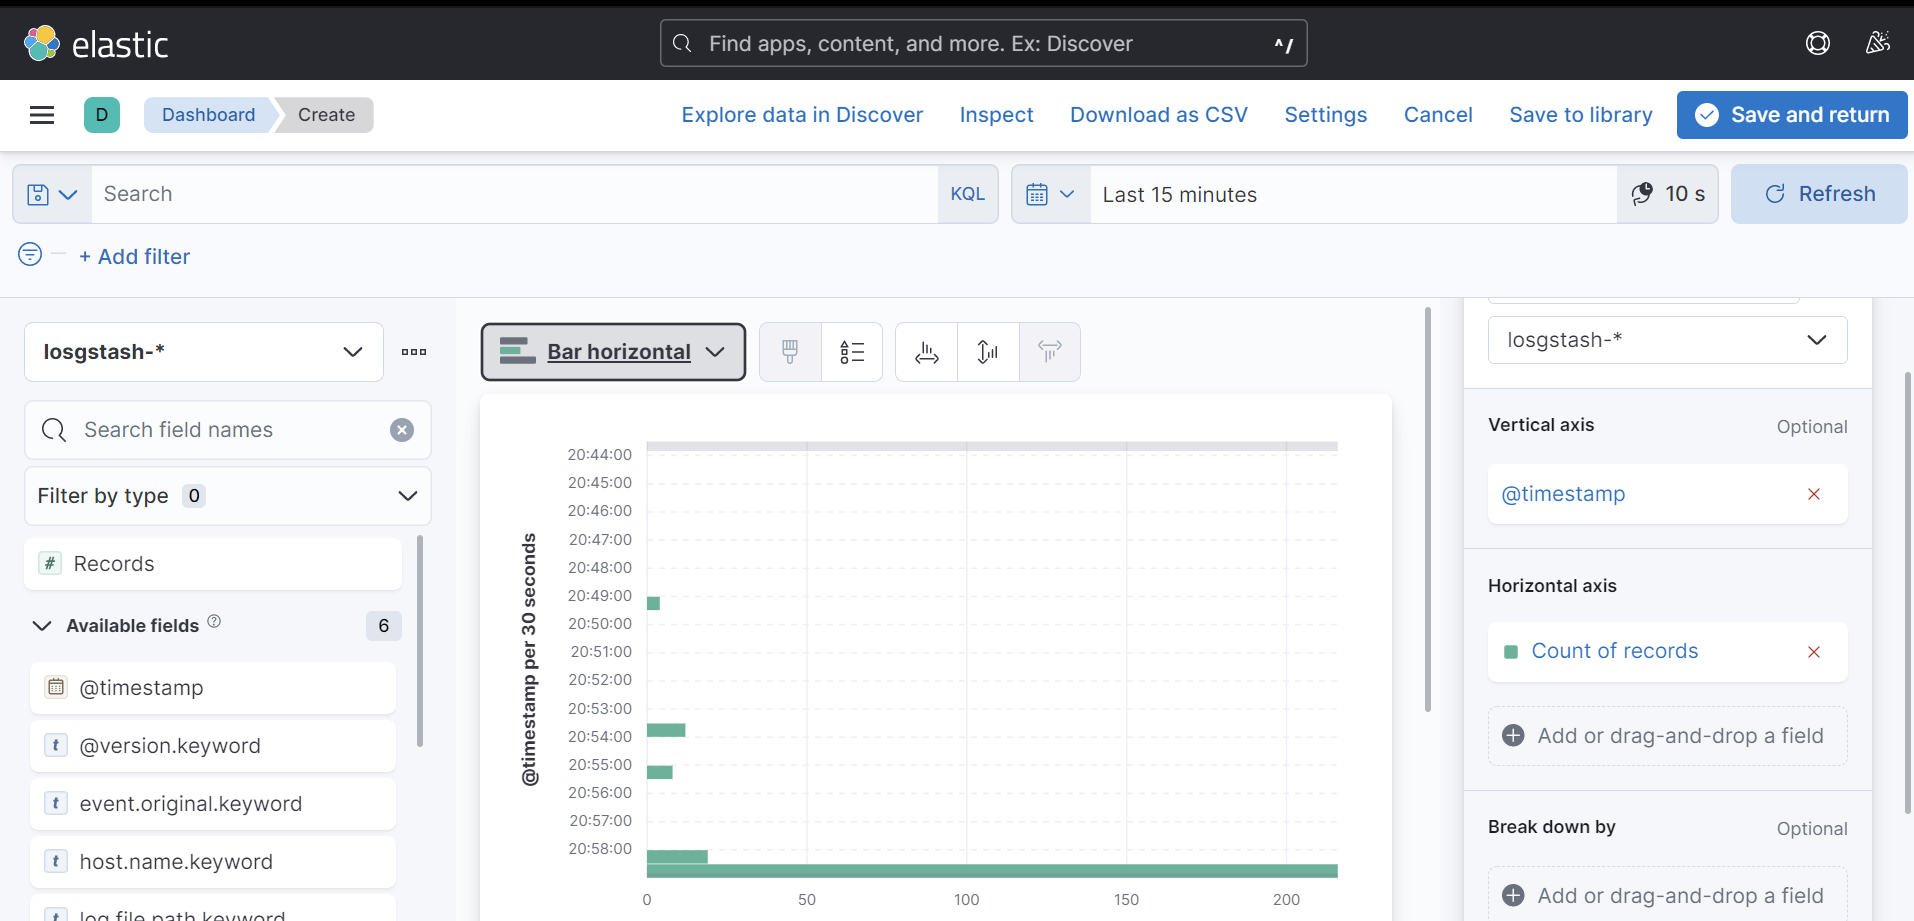 elastic
Find apps, content, and more. Ex: Discover ^/
D Dashboard Create Explore data in Discover Inspect Download as CSV Settings Cancel Save to library Save and return
Search KQL Last 15 minutes 10 s Refresh
+ Add filter
losgstash-*
Search field names
Filter by type 0
# Records
Available fields 6
@timestamp
t @version.keyword
t event.original.keyword
t host.name.keyword
t log.file.path.keyword
Bar horizontal
@timestamp per 30 seconds
20:44:00
20:45:00
20:46:00
20:47:00
20:48:00
20:49:00
20:50:00
20:51:00
20:52:00
20:53:00
20:54:00
20:55:00
20:56:00
20:57:00
20:58:00
0 50 100 150 200
losgstash-*
Vertical axis Optional
@timestamp
Horizontal axis
Count of records
Add or drag-and-drop a field
Break down by Optional
Add or drag-and-drop a field